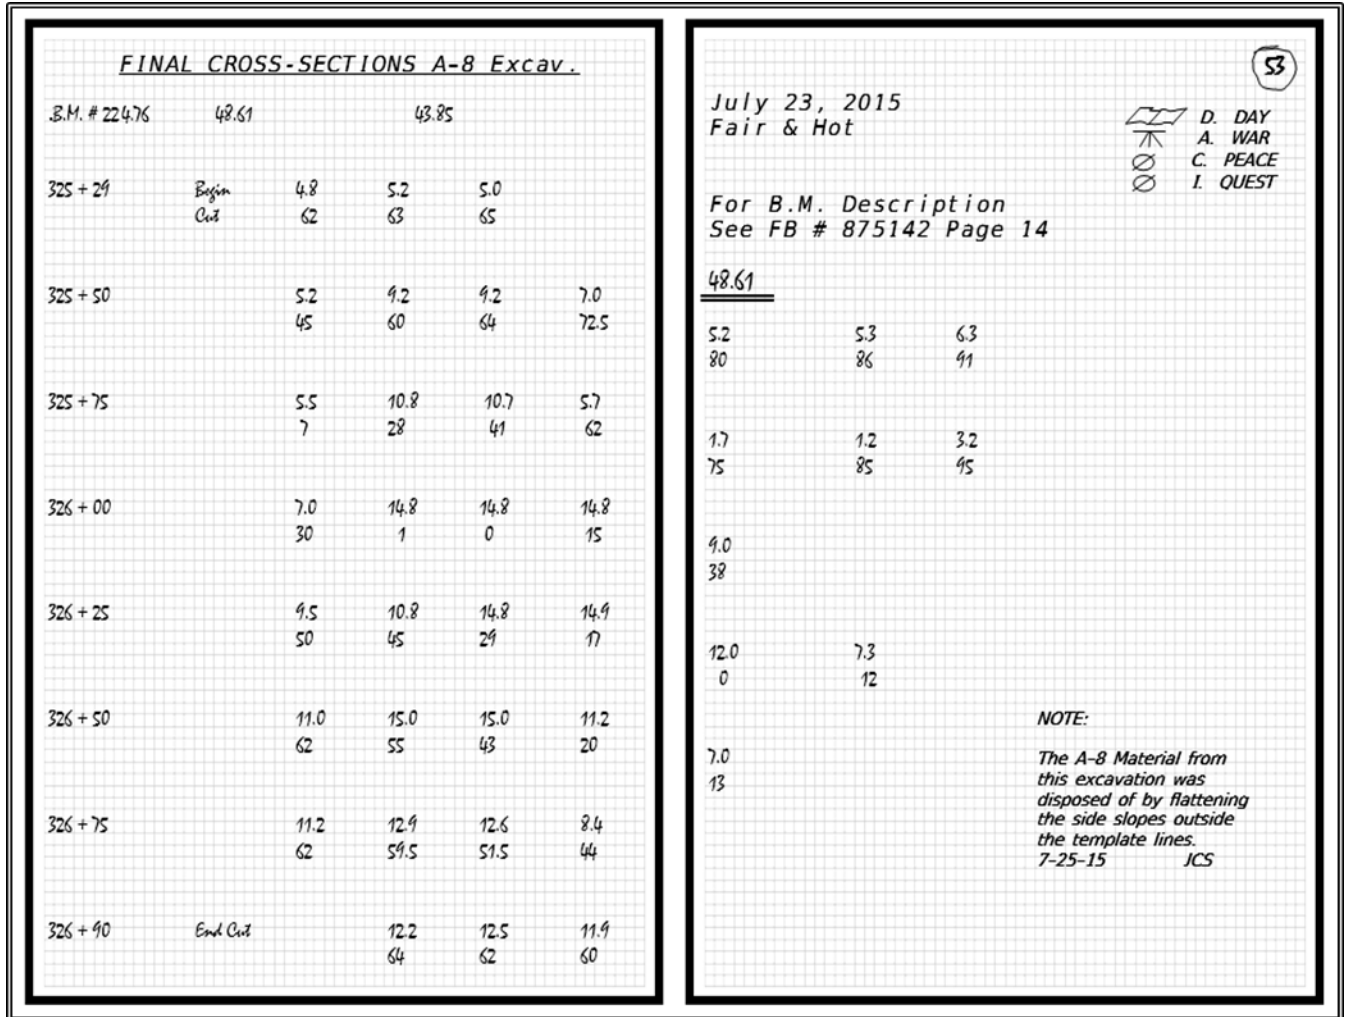 FINAL CROSS-SECTIONS A-8 Excav.
B.M. # 224.76 48.61 43.85
325 + 29 Begin 4.8 5.2 5.0
Cut 62 63 65
325 + 50 5.2 9.2 9.2 7.0
45 60 64 72.5
325 + 75 5.5 10.8 10.7 5.7
7 28 41 62
326 + 00 7.0 14.8 14.8 14.8
30 1 0 15
326 + 25 9.5 10.8 14.8 14.9
50 45 29 17
326 + 50 11.0 15.0 15.0 11.2
62 55 43 20
326 + 75 11.2 12.9 12.6 8.4
62 59.5 51.5 44
326 + 90 End Cut 12.2 12.5 11.9
64 62 60
53
July 23, 2015
Fair & Hot
D. DAY
A. WAR
C. PEACE
I. QUEST
For B.M. Description
See FB # 875142 Page 14
48.61
5.2 5.3 6.3
80 86 91
1.7 1.2 3.2
75 85 95
9.0
38
12.0 7.3
0 12
7.0
13
NOTE:
The A-8 Material from
this excavation was
disposed of by flattening
the side slopes outside
the template lines.
7-25-15 JCS